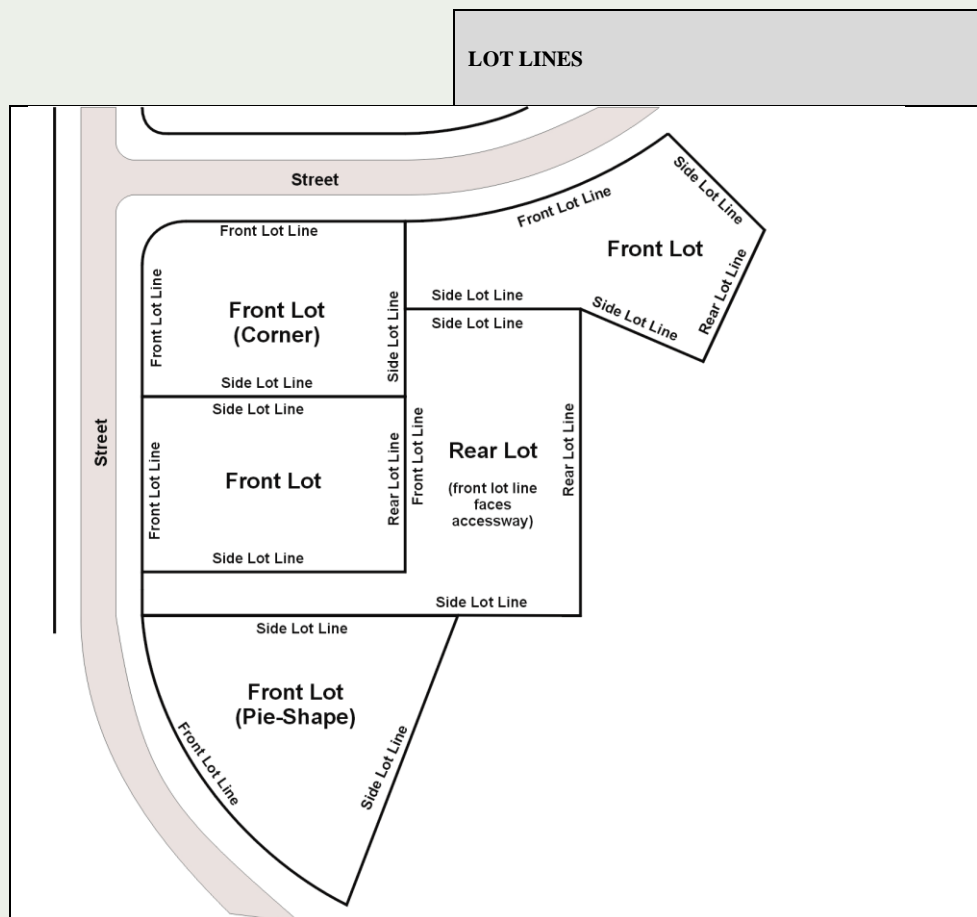 LOT LINES
Street
Side Lot Line
Front Lot Line
Front Lot Line
Front Lot
Rear Lot Line
Front Lot Line
Front Lot
(Corner)
Side Lot Line
Side Lot Line
Side Lot Line
Side Lot Line
Side Lot Line
Side Lot Line
Street
Front Lot Line
Front Lot
Rear Lot Line
Front Lot Line
Rear Lot
(front lot line
faces
accessway)
Rear Lot Line
Side Lot Line
Side Lot Line
Side Lot Line
Front Lot
(Pie-Shape)
Front Lot Line
Side Lot Line